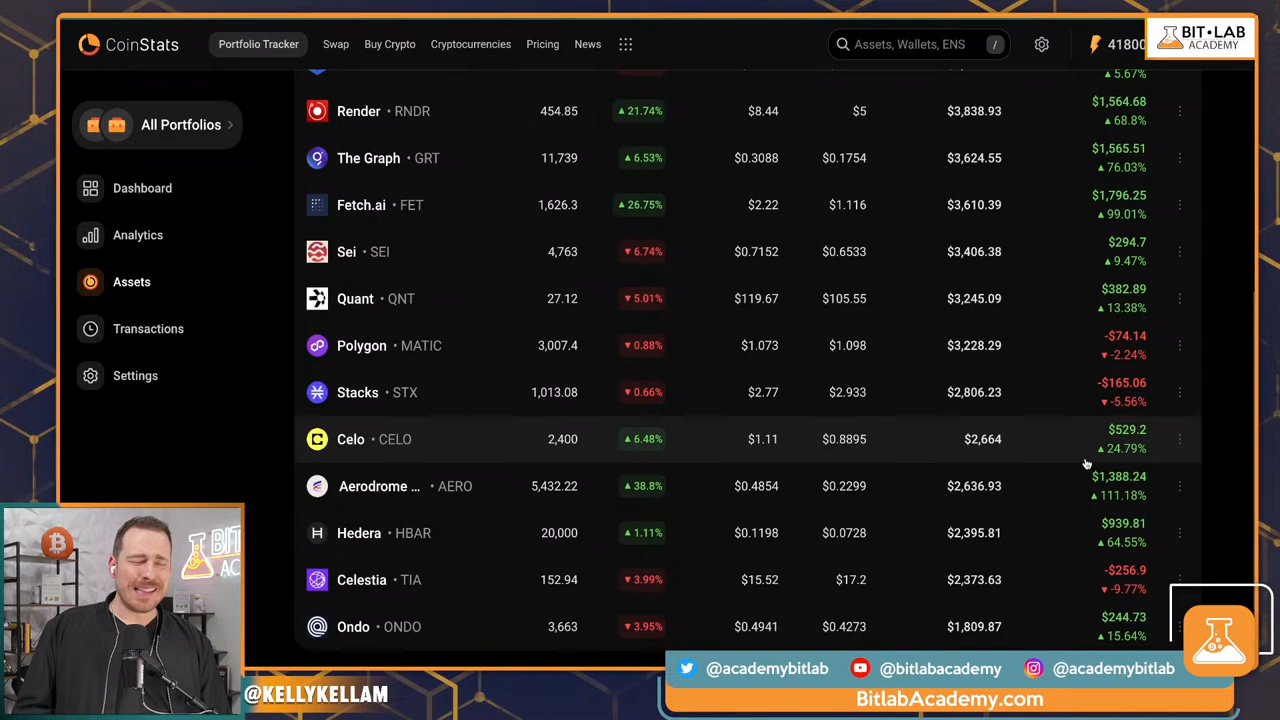 CoinStats
Portfolio Tracker
Swap
Buy Crypto
Cryptocurrencies
Pricing
News
Assets, Wallets, ENS
/
41800
BIT•LAB
ACADEMY
All Portfolios
Dashboard
Analytics
Assets
Transactions
Settings
5.67%
Render • RNDR 454.85 21.74% $8.44 $5 $3,838.93 $1,564.68
68.8%
The Graph • GRT 11,739 6.53% $0.3088 $0.1754 $3,624.55 $1,565.51
76.03%
Fetch.ai • FET 1,626.3 26.75% $2.22 $1.116 $3,610.39 $1,796.25
99.01%
Sei • SEI 4,763 6.74% $0.7152 $0.6533 $3,406.38 $294.7
9.47%
Quant • QNT 27.12 5.01% $119.67 $105.55 $3,245.09 $382.89
13.38%
Polygon • MATIC 3,007.4 0.88% $1.073 $1.098 $3,228.29 -$74.14
-2.24%
Stacks • STX 1,013.08 0.66% $2.77 $2.933 $2,806.23 -$165.06
-5.56%
Celo • CELO 2,400 6.48% $1.11 $0.8895 $2,664 $529.2
24.79%
Aerodrome ... • AERO 5,432.22 38.8% $0.4854 $0.2299 $2,636.93 $1,388.24
111.18%
Hedera • HBAR 20,000 1.11% $0.1198 $0.0728 $2,395.81 $939.81
64.55%
Celestia • TIA 152.94 3.99% $15.52 $17.2 $2,373.63 -$256.9
-9.77%
Ondo • ONDO 3,663 3.95% $0.4941 $0.4273 $1,809.87 $244.73
15.64%
@KELLYKELLAM
@academybitlab
@bitlabacademy
@academybitlab
BitlabAcademy.com